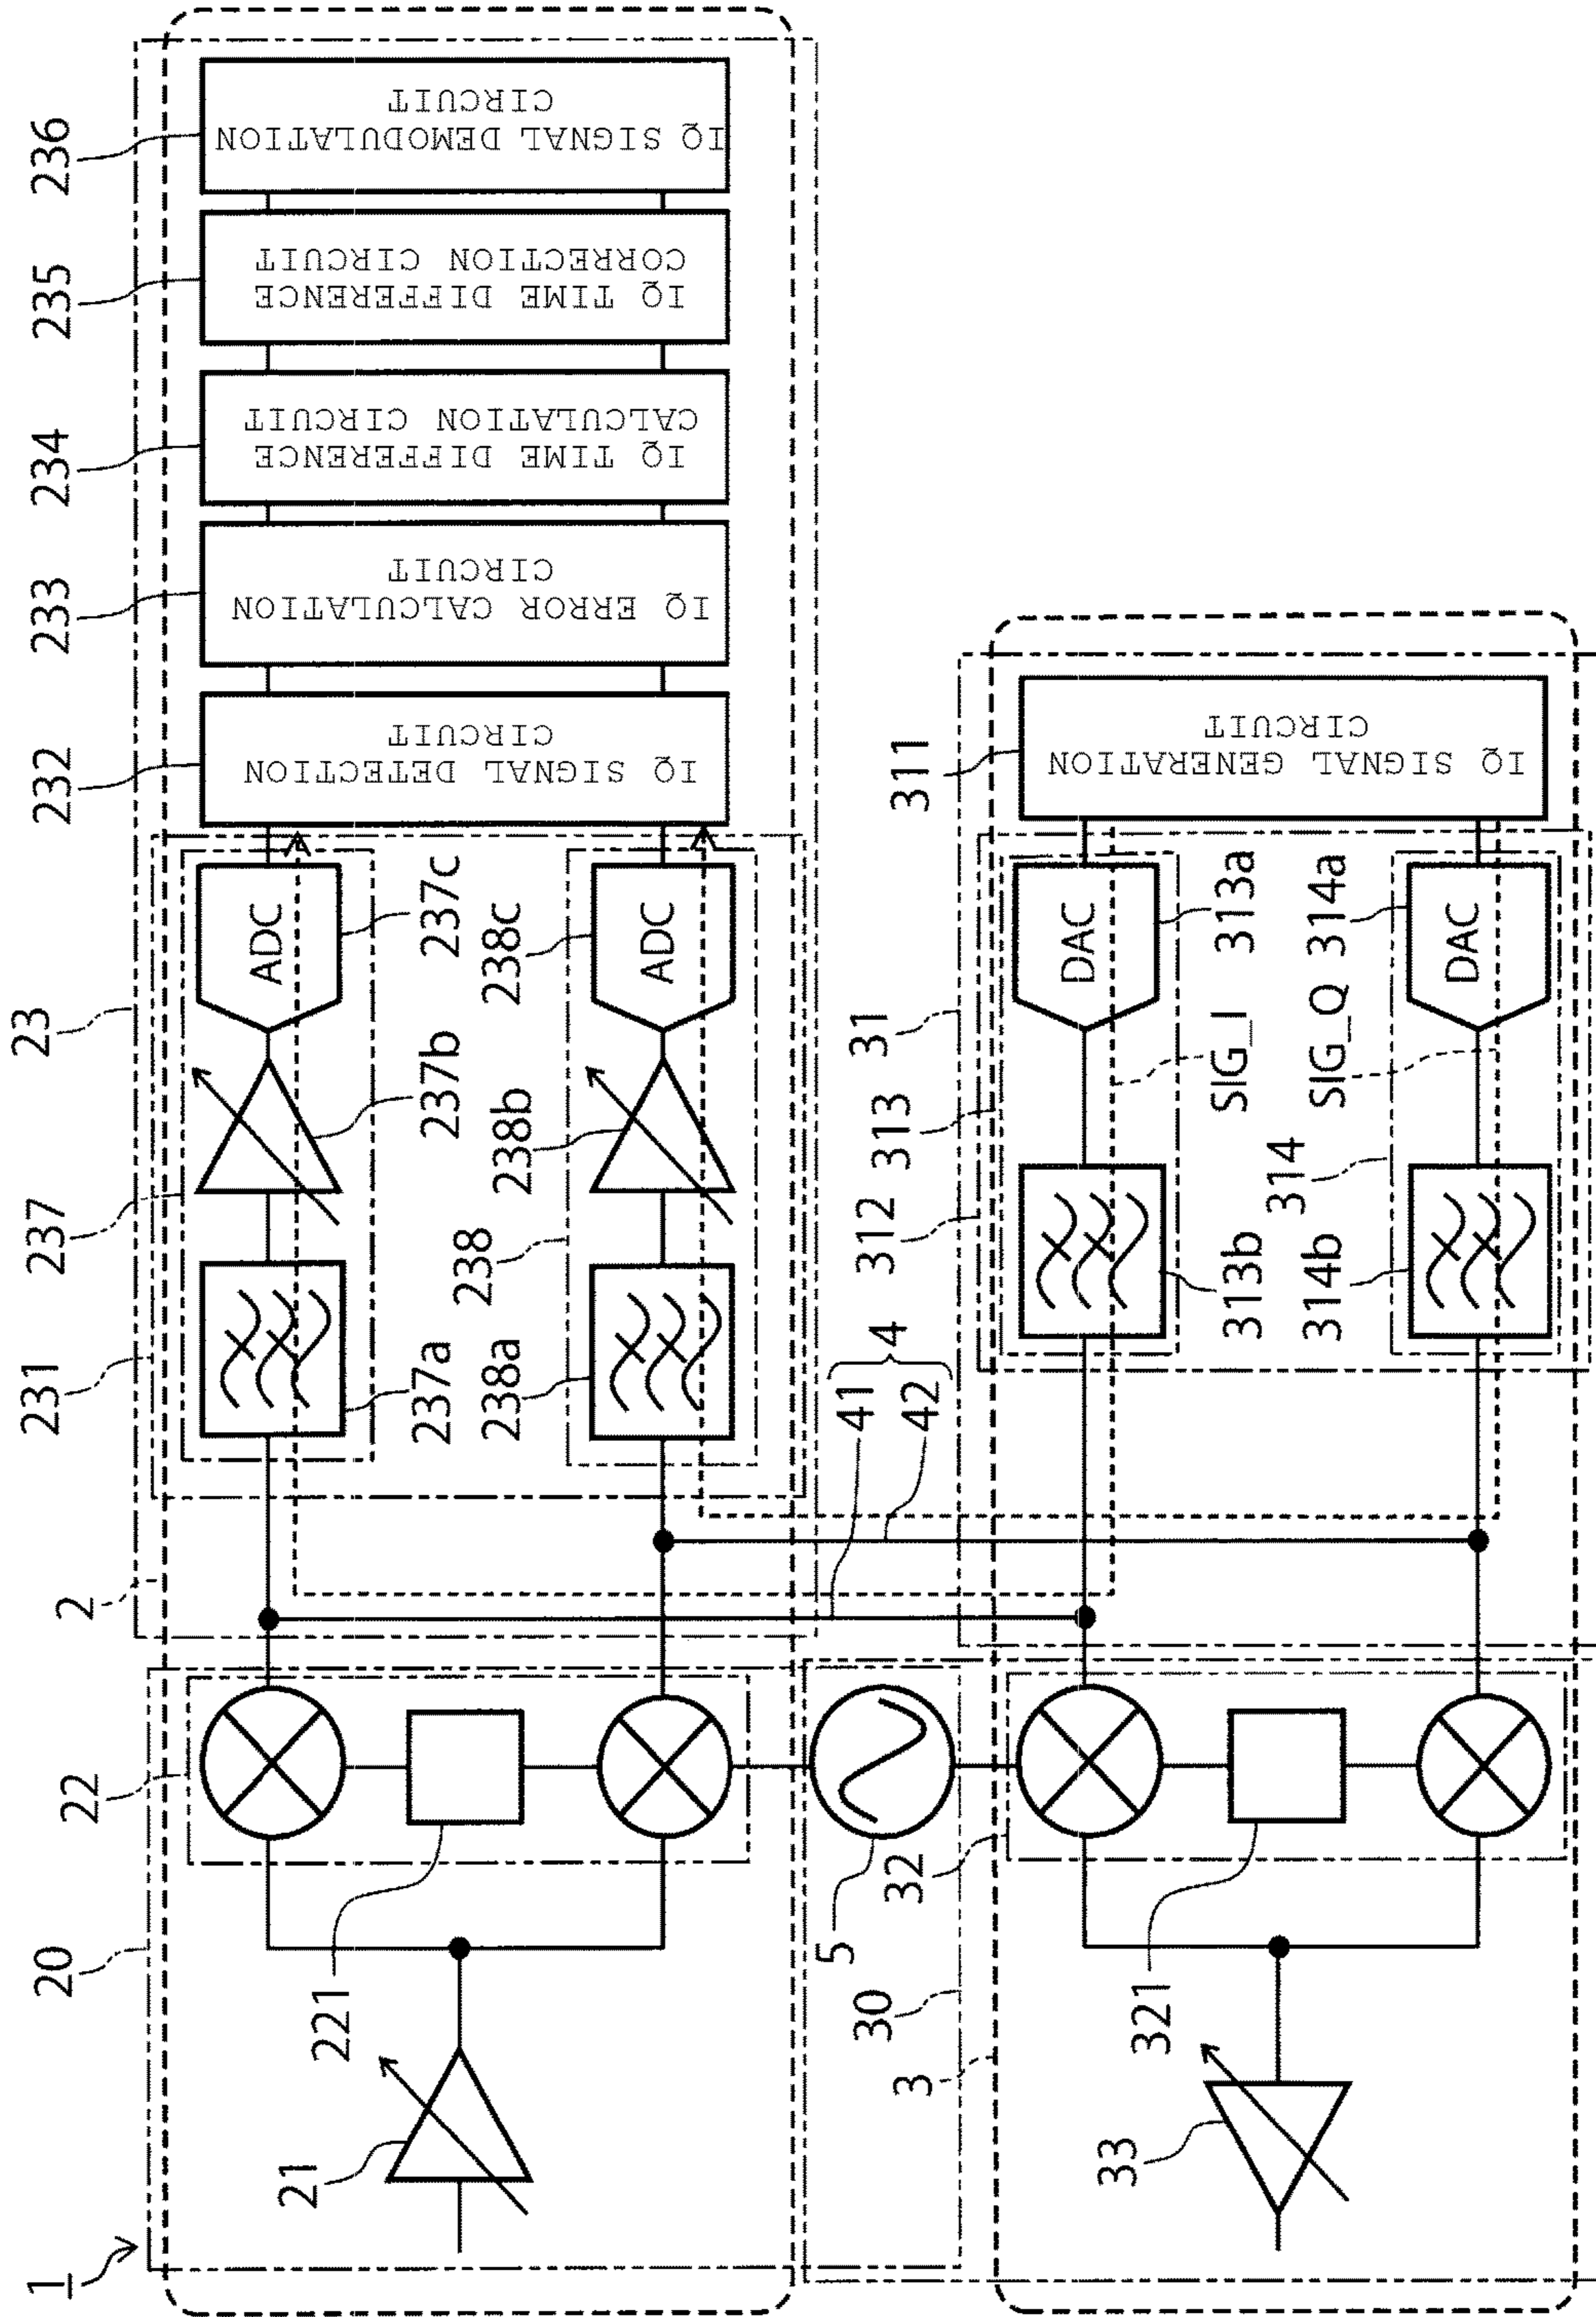 1
20
22
2
231
237
23
232
233
234
235
236
21
221
237a
237b
237c
ADC
238
238a
238b
238c
ADC
IQ SIGNAL DETECTION
CIRCUIT
IQ ERROR CALCULATION
CIRCUIT
IQ TIME DIFFERENCE
CALCULATION CIRCUIT
IQ TIME DIFFERENCE
CORRECTION CIRCUIT
IQ SIGNAL DEMODULATION
CIRCUIT
5
41
42
4
30
32
3
312
313
31
311
33
321
313b
313a
DAC
SIG_I
314
314b
314a
DAC
SIG_Q
IQ SIGNAL GENERATION
CIRCUIT